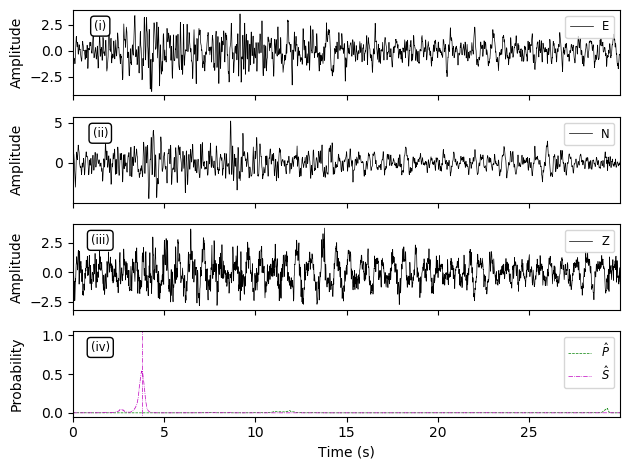 (i)
E
Amplitude
2.5
0.0
−2.5
(ii)
N
Amplitude
5
0
(iii)
Z
Amplitude
2.5
0.0
−2.5
(iv)
P̂
Ŝ
Probability
1.0
0.5
0.0
0 5 10 15 20 25
Time (s)